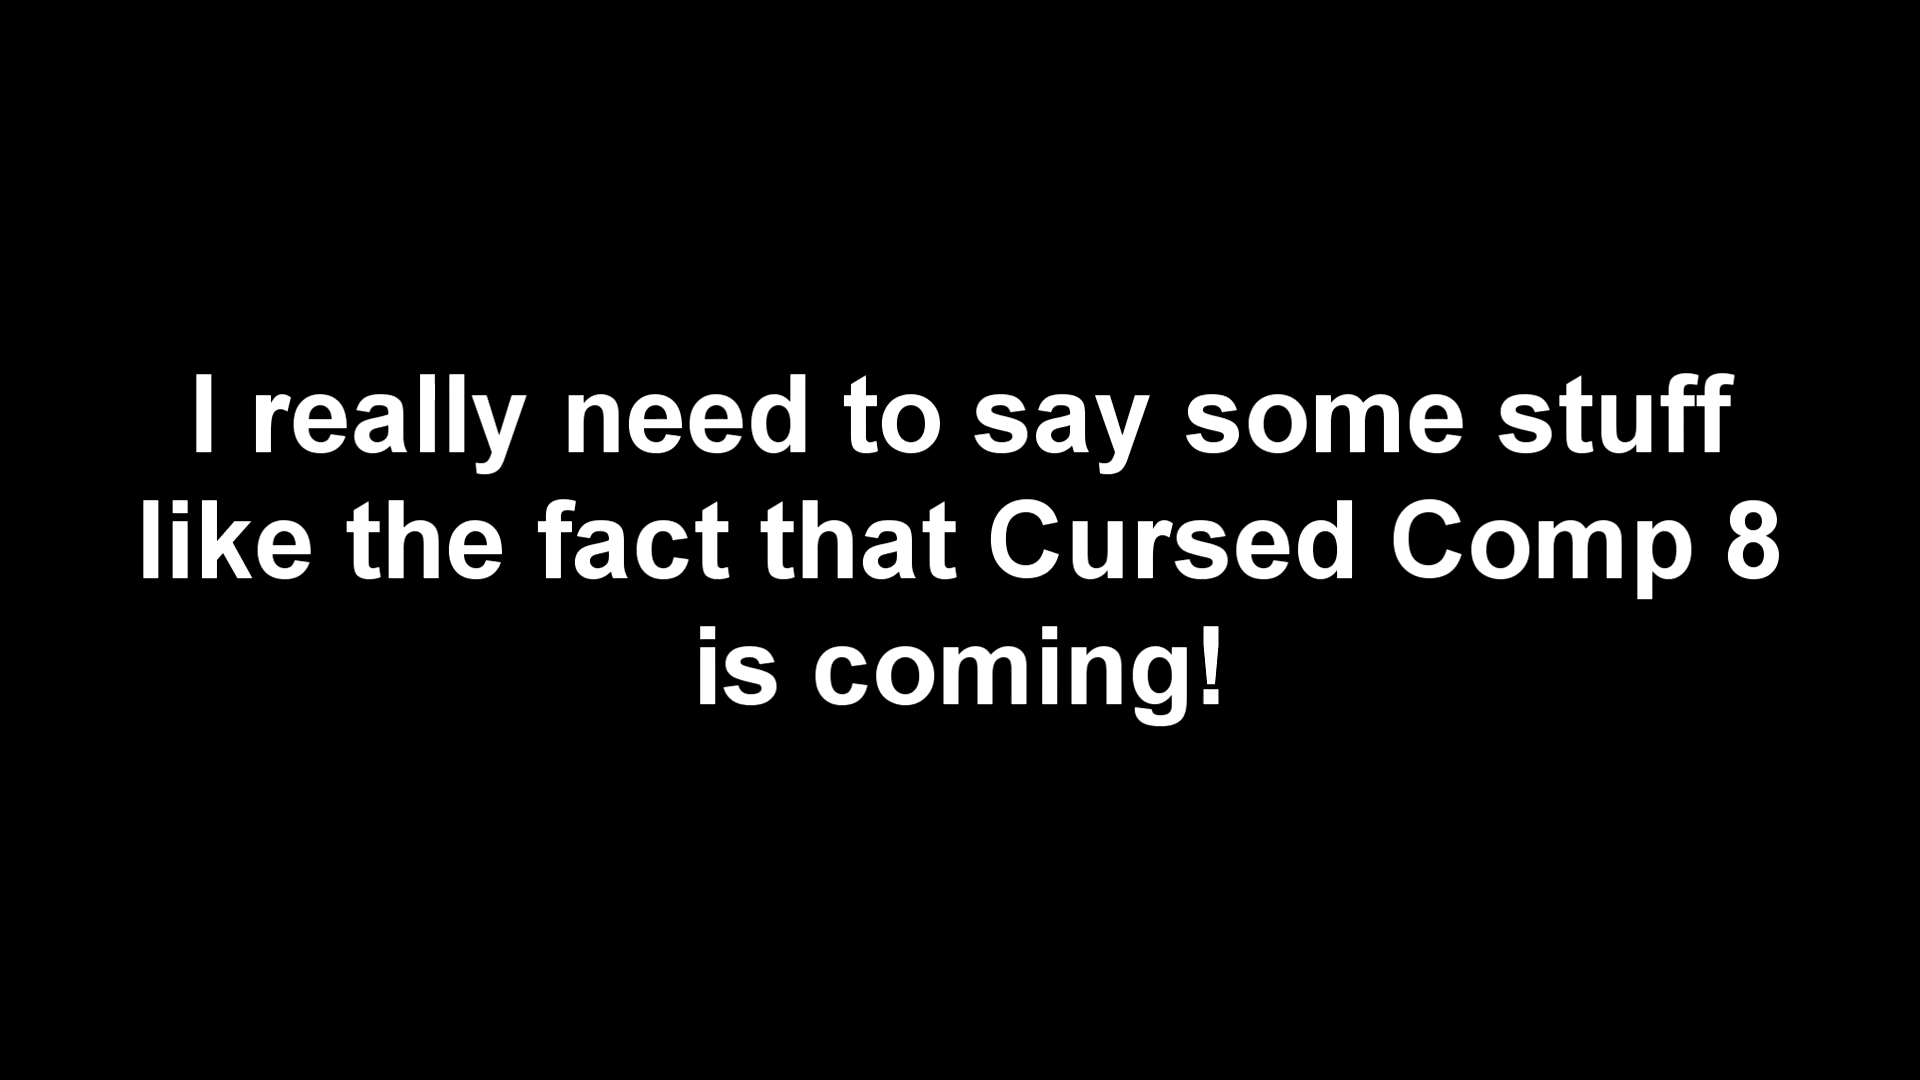 I really need to say some stuff
like the fact that Cursed Comp 8
is coming!